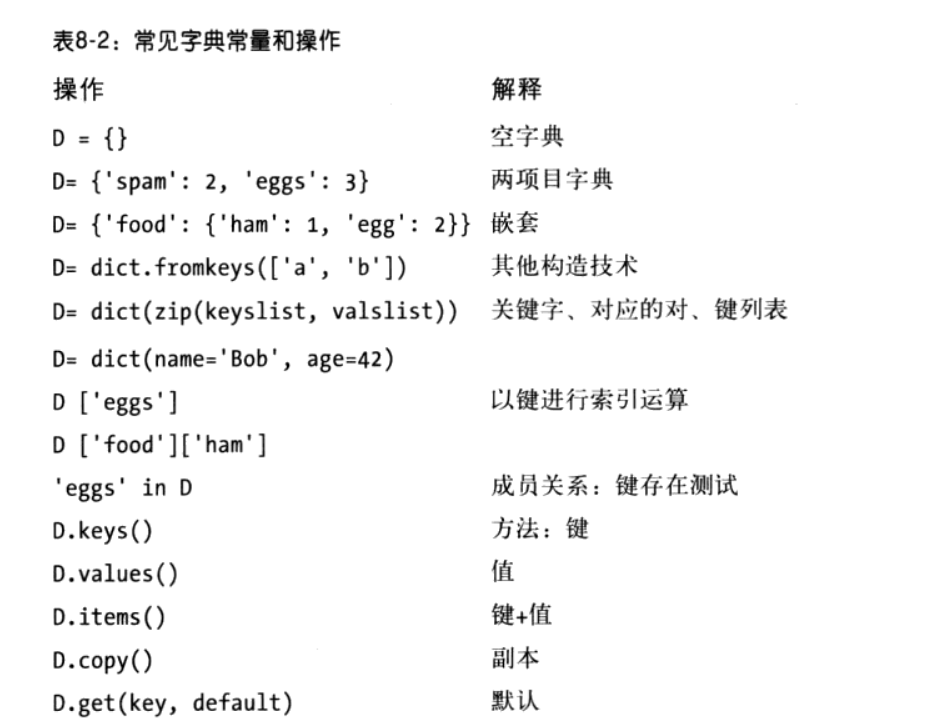 表8-2：常见字典常量和操作
操作 解释
D = {} 空字典
D= {'spam': 2, 'eggs': 3} 两项目字典
D= {'food': {'ham': 1, 'egg': 2}} 嵌套
D= dict.fromkeys(['a', 'b']) 其他构造技术
D= dict(zip(keyslist, valslist)) 关键字、对应的对、键列表
D= dict(name='Bob', age=42)
D ['eggs'] 以键进行索引运算
D ['food']['ham']
'eggs' in D 成员关系：键存在测试
D.keys() 方法：键
D.values() 值
D.items() 键+值
D.copy() 副本
D.get(key, default) 默认